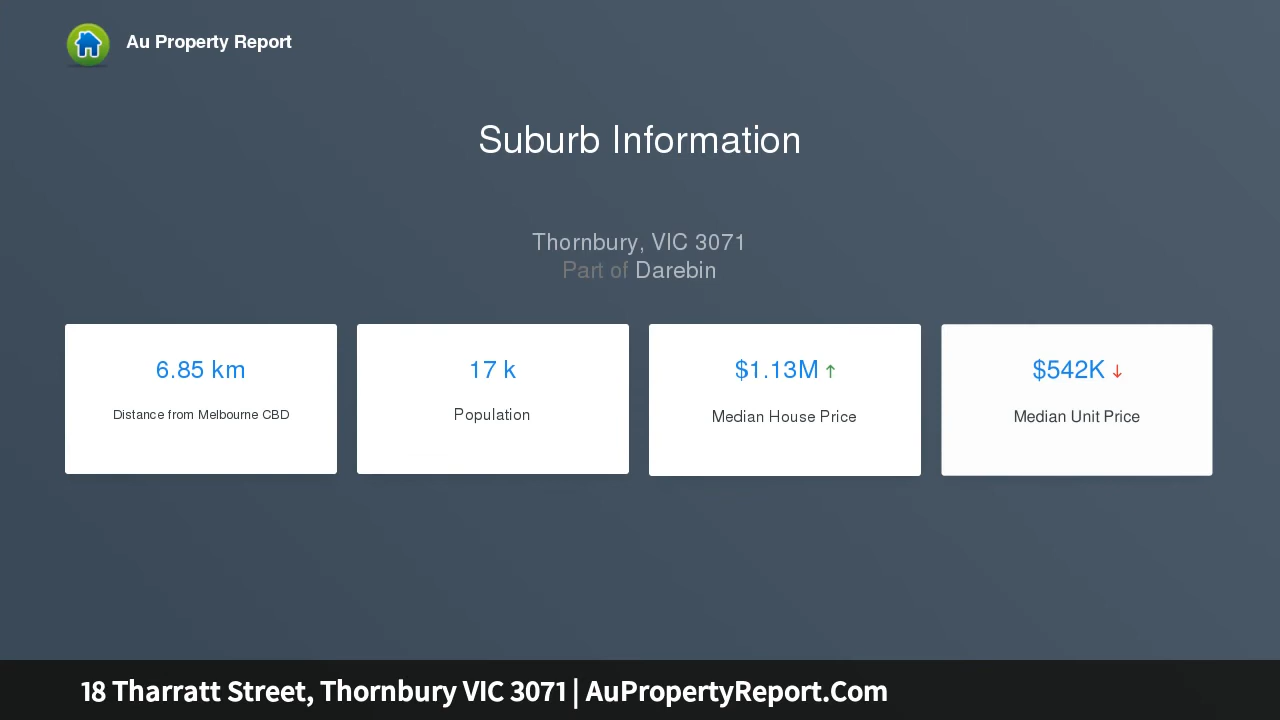 Au Property Report
Suburb Information
Thornbury, VIC 3071
Part of Darebin
6.85 km
Distance from Melbourne CBD
17 k
Population
$1.13M ↑
Median House Price
$542K ↓
Median Unit Price
18 Tharratt Street, Thornbury VIC 3071 | AuPropertyReport.Com